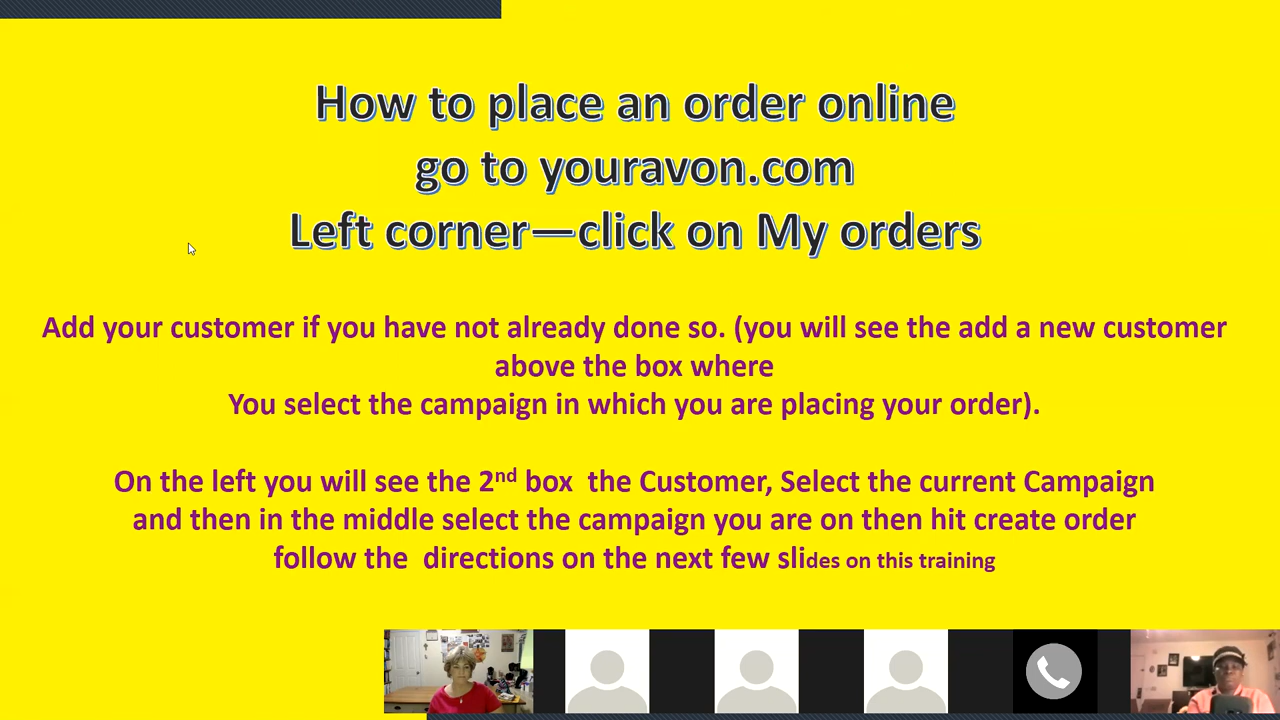 How to place an order online
go to youravon.com
Left corner—click on My orders
Add your customer if you have not already done so. (you will see the add a new customer
above the box where
You select the campaign in which you are placing your order).
On the left you will see the 2nd box the Customer, Select the current Campaign
and then in the middle select the campaign you are on then hit create order
follow the directions on the next few slides on this training